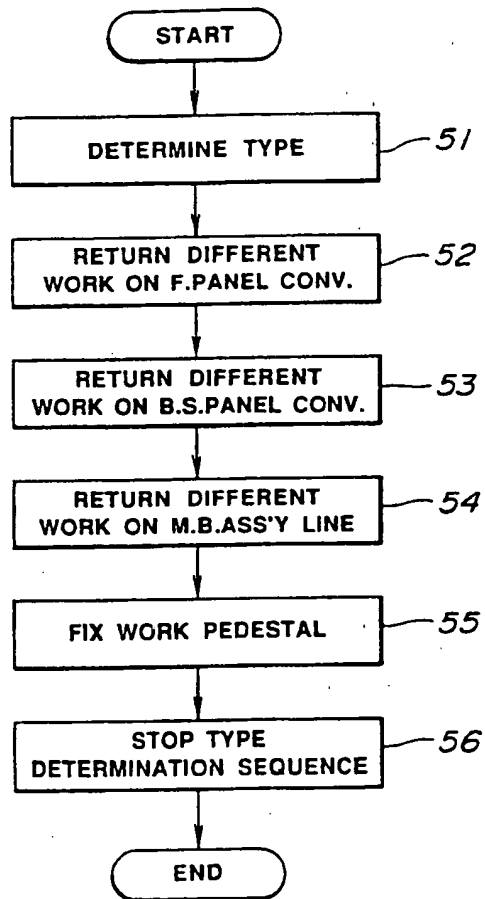 START
DETERMINE TYPE
51
RETURN DIFFERENT
WORK ON F.PANEL CONV.
52
RETURN DIFFERENT
WORK ON B.S.PANEL CONV.
53
RETURN DIFFERENT
WORK ON M.B.ASS'Y LINE
54
FIX WORK PEDESTAL
55
STOP TYPE
DETERMINATION SEQUENCE
56
END